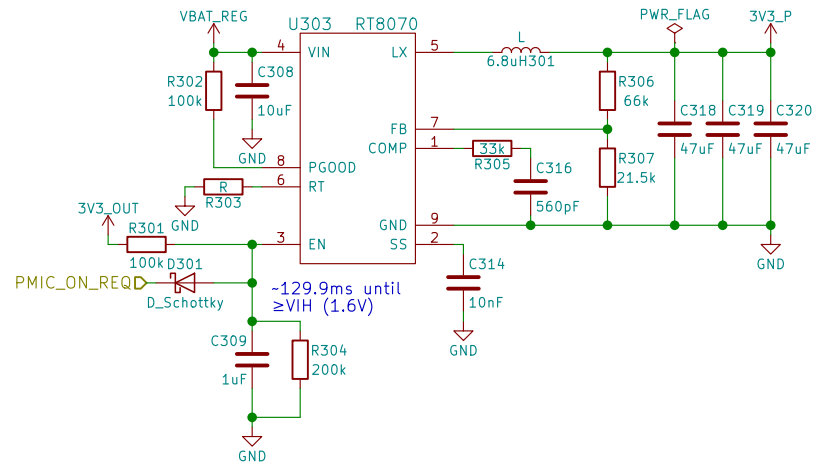 VBAT_REG
U303 RT8070
PWR_FLAG
3V3_P
4 VIN
LX 5
L
6.8uH301
R302
100k
C308
10uF
GND
R306
66k
C318
47uF
C319
47uF
C320
47uF
FB 7
COMP 1
33k
R305
C316
560pF
R307
21.5k
8 PGOOD
6 RT
R
R303
GND
GND 9
SS 2
3V3_OUT
R301
100k
3 EN
GND
PMIC_ON_REQ
D301
D_Schottky
~129.9ms until
≥VIH (1.6V)
C314
10nF
GND
C309
1uF
R304
200k
GND